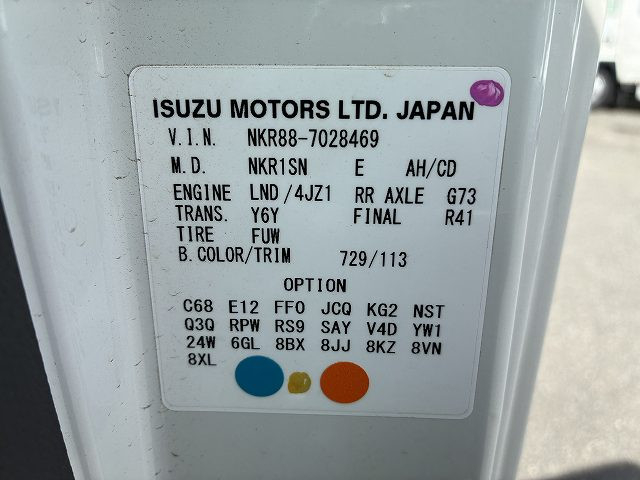 ISUZU MOTORS LTD. JAPAN
V.I.N. NKR88-7028469
M.D. NKR1SN E AH/CD
ENGINE LND/4JZ1 RR AXLE G73
TRANS. Y6Y FINAL R41
TIRE FUW
B.COLOR/TRIM 729/113
OPTION
C68 E12 FF0 JCQ KG2 NST
Q3Q RPW RS9 SAY V4D YW1
24W 6GL 8BX 8JJ 8KZ 8VN
8XL